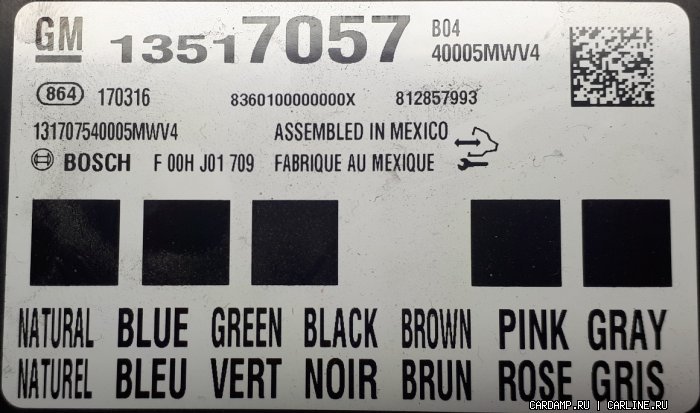 GM 13517057 B04
40005MWV4
864 170316 8360100000000X 812857993
131707540005MWV4 ASSEMBLED IN MEXICO
BOSCH F 00H J01 709 FABRIQUE AU MEXIQUE
NATURAL BLUE GREEN BLACK BROWN PINK GRAY
NATUREL BLEU VERT NOIR BRUN ROSE GRIS
CARDAMP.RU | CARLINE.RU